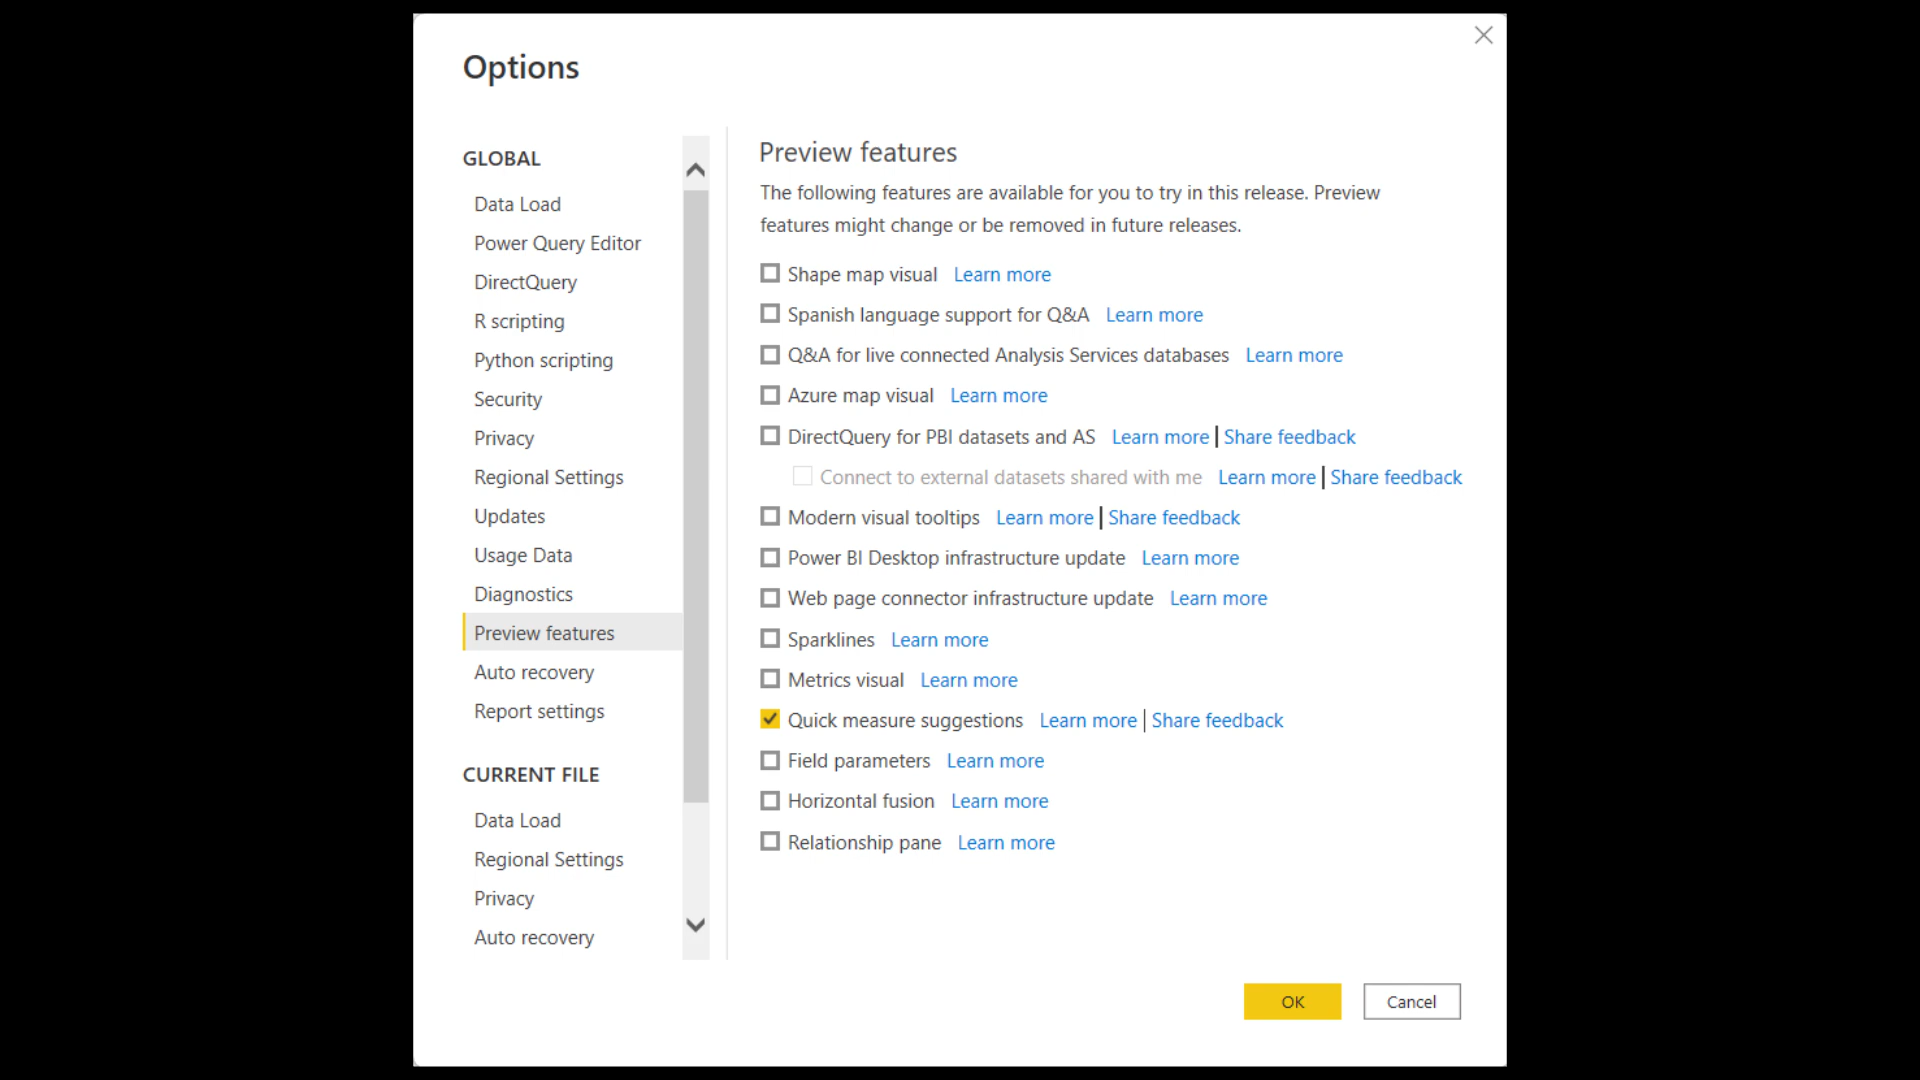 Options
GLOBAL
Data Load
Power Query Editor
DirectQuery
R scripting
Python scripting
Security
Privacy
Regional Settings
Updates
Usage Data
Diagnostics
Preview features
Auto recovery
Report settings
CURRENT FILE
Data Load
Regional Settings
Privacy
Auto recovery
Preview features
The following features are available for you to try in this release. Preview
features might change or be removed in future releases.
Shape map visual Learn more
Spanish language support for Q&A Learn more
Q&A for live connected Analysis Services databases Learn more
Azure map visual Learn more
DirectQuery for PBI datasets and AS Learn more | Share feedback
Connect to external datasets shared with me Learn more | Share feedback
Modern visual tooltips Learn more | Share feedback
Power BI Desktop infrastructure update Learn more
Web page connector infrastructure update Learn more
Sparklines Learn more
Metrics visual Learn more
Quick measure suggestions Learn more | Share feedback
Field parameters Learn more
Horizontal fusion Learn more
Relationship pane Learn more
OK Cancel